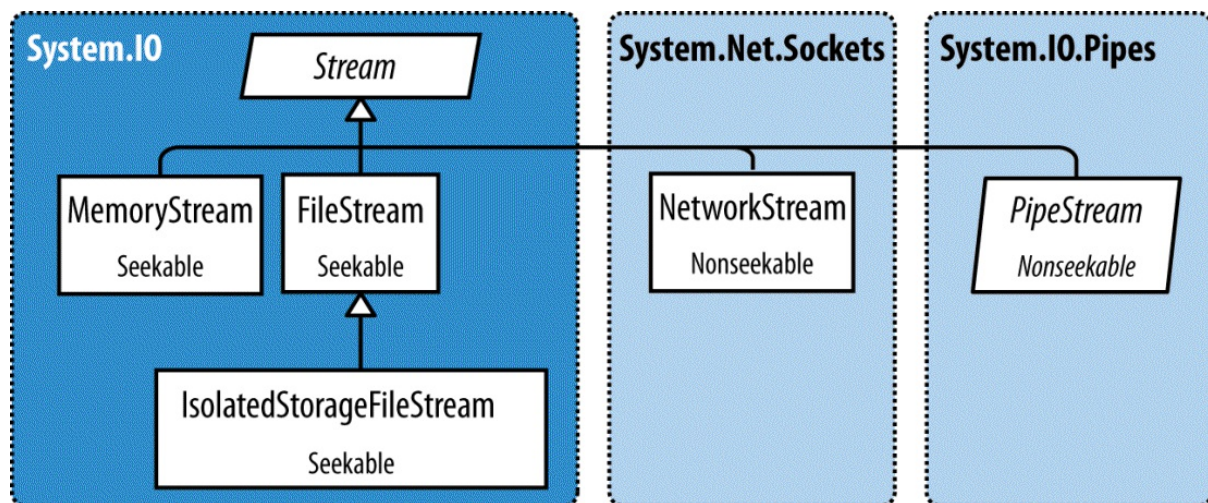 System.IO
Stream
MemoryStream
Seekable
FileStream
Seekable
IsolatedStorageFileStream
Seekable
System.Net.Sockets
NetworkStream
Nonseekable
System.IO.Pipes
PipeStream
Nonseekable